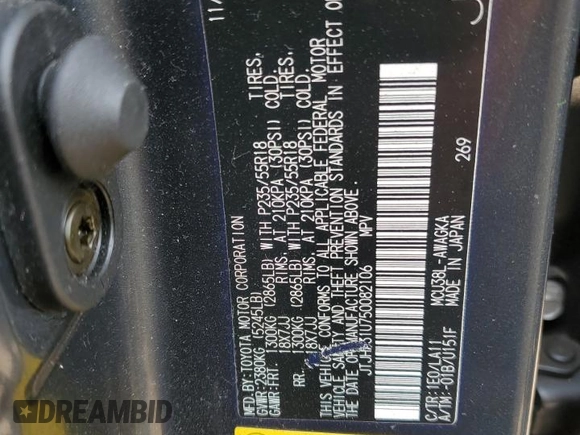 MFD.BY:TOYOTA MOTOR CORPORATION 11/
GVWR:2380KG (5245LB)
GAWR-FRT. 1300KG (2865LB) WITH P235/55R18 TIRES,
18X7JJ RIMS, AT 210KPA (30PSI) COLD.
RR. 1300KG (2865LB) WITH P235/55R18 TIRES,
18X7JJ RIMS, AT 210KPA (30PSI) COLD.
THIS VEHICLE CONFORMS TO ALL APPLICABLE FEDERAL MOTOR
VEHICLE SAFETY AND THEFT PREVENTION STANDARDS IN EFFECT O
THE DATE OF MANUFACTURE SHOWN ABOVE.
MPV
C/TR:1E0/LA11 MCU38L-AWAGKA
A/TM:-01B/U151F MADE IN JAPAN
269
DREAMBID